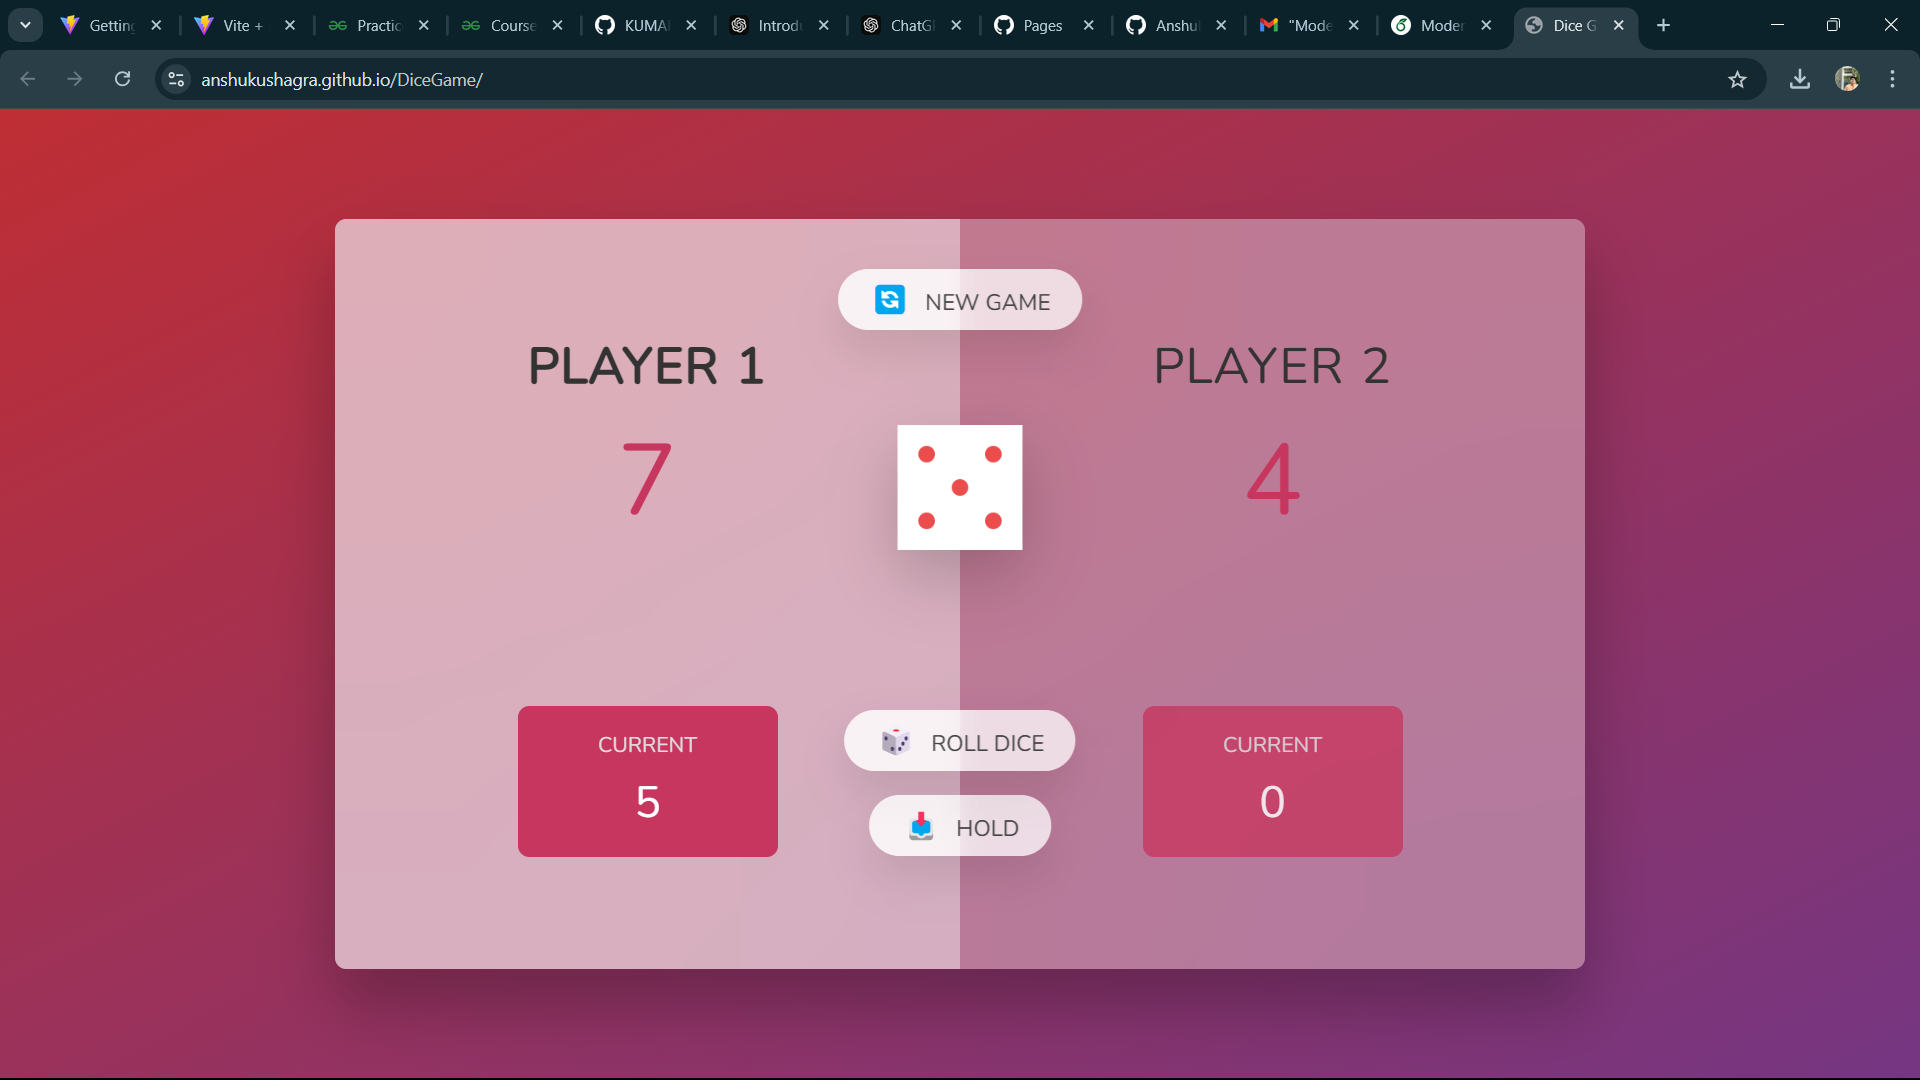 Getting
Vite +
Practic
Course
KUMA
Introdu
ChatG
Pages
Anshu
"Mode
Moder
Dice G
anshukushagra.github.io/DiceGame/
NEW GAME
PLAYER 1
PLAYER 2
7
4
CURRENT
5
ROLL DICE
HOLD
CURRENT
0